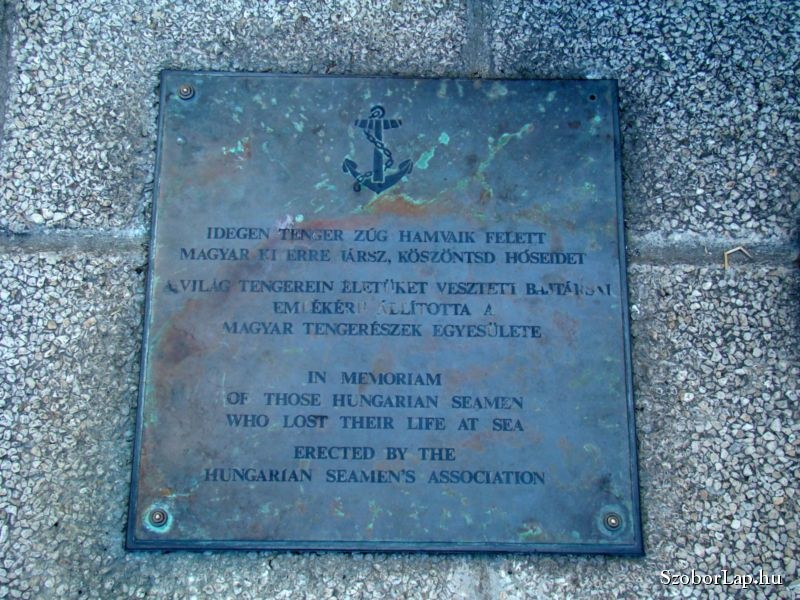 IDEGEN TENGER ZÚG HAMVAIK FELETT
MAGYAR KI ERRE JÁRSZ, KÖSZÖNTSD HŐSEIDET
A VILÁG TENGEREIN ÉLETÜKET VESZTETT BAJTÁRSAI
EMLÉKÉRE ÁLLÍTOTTA A
MAGYAR TENGERÉSZEK EGYESÜLETE
IN MEMORIAM
OF THOSE HUNGARIAN SEAMEN
WHO LOST THEIR LIFE AT SEA
ERECTED BY THE
HUNGARIAN SEAMEN'S ASSOCIATION
SzoborLap.hu